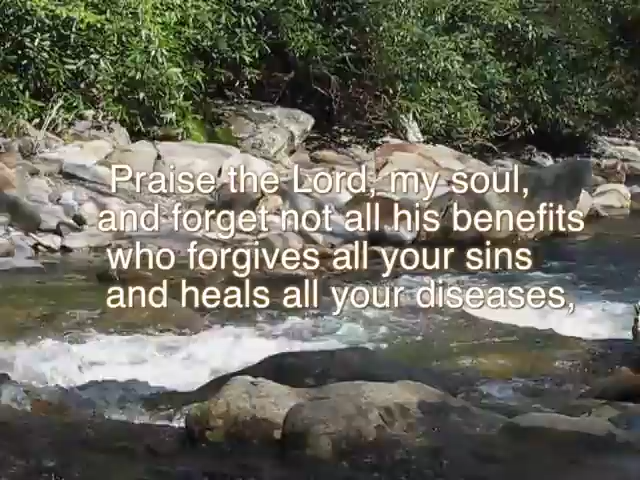 Praise the Lord, my soul,
and forget not all his benefits
who forgives all your sins
and heals all your diseases,